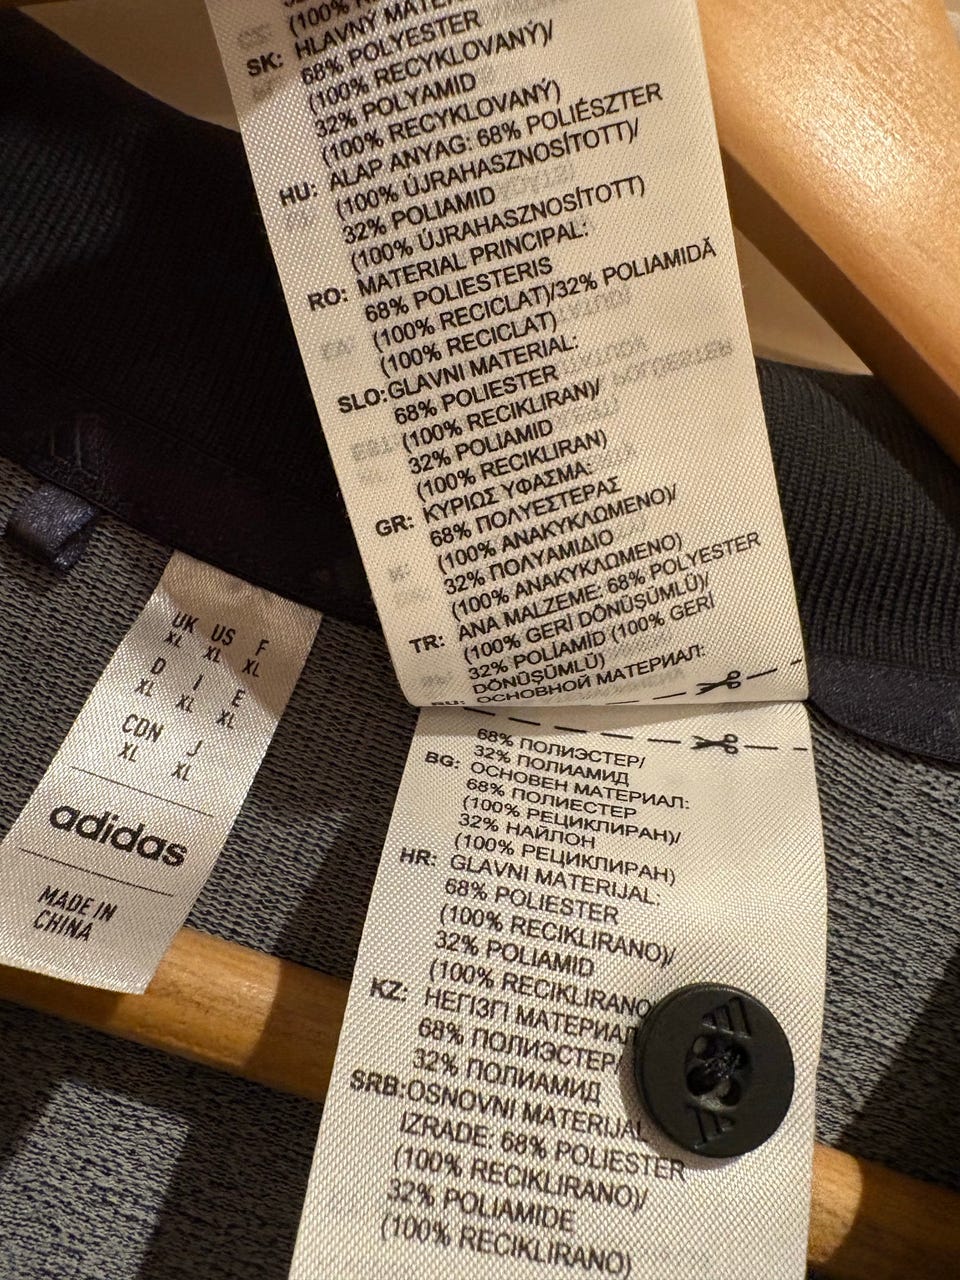 (100% 
SK: HLAVNÝ MATER
68% POLYESTER
(100% RECYKLOVANÝ)/
32% POLYAMID
(100% RECYKLOVANÝ)
HU: ALAP ANYAG: 68% POLIÉSZTER
(100% ÚJRAHASZNOSÍTOTT)/
32% POLIAMID
(100% ÚJRAHASZNOSÍTOTT)
RO: MATERIAL PRINCIPAL:
68% POLIESTERIS
(100% RECICLAT)/32% POLIAMIDĂ
(100% RECICLAT)
SLO: GLAVNI MATERIAL:
68% POLIESTER
(100% RECIKLIRAN)/
32% POLIAMID
(100% RECIKLIRAN)
GR: ΚΥΡΙΩΣ ΥΦΑΣΜΑ:
68% ΠΟΛΥΕΣΤΕΡΑΣ
(100% ΑΝΑΚΥΚΛΩΜΕΝΟ)/
32% ΠΟΛΥΑΜΙΔΙΟ
(100% ΑΝΑΚΥΚΛΩΜΕΝΟ)
TR: ANA MALZEME: 68% POLYESTER
(100% GERİ DÖNÜŞÜMLÜ)/
32% POLİAMİD (100% GERİ
DÖNÜŞÜMLÜ)
RU: ОСНОВНОЙ МАТЕРИАЛ:
68% ПОЛИЭСТЕР/
32% ПОЛИАМИД
BG: ОСНОВЕН МАТЕРИАЛ:
68% ПОЛИЕСТЕР
(100% РЕЦИКЛИРАН)/
32% НАЙЛОН
(100% РЕЦИКЛИРАН)
HR: GLAVNI MATERIJAL:
68% POLIESTER
(100% RECIKLIRANO)/
32% POLIAMID
(100% RECIKLIRANO
KZ: НЕГІЗГІ МАТЕРИАЛ
68% ПОЛИЭСТЕР/
32% ПОЛИАМИД
SRB: OSNOVNI MATERIJAL
IZRADE: 68% POLIESTER
(100% RECIKLIRANO)/
32% POLIAMIDE
(100% RECIKLIRANO)
UK US F
XL XL XL
D I E
XL XL XL
CDN J
XL XL
adidas
MADE IN
CHINA